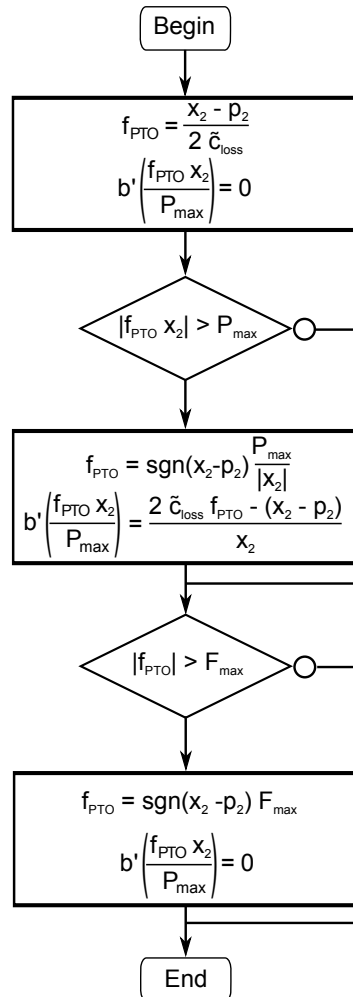 Begin
f_PTO = (x_2 - p_2) / (2 c̃_loss)
b'(f_PTO x_2 / P_max) = 0
|f_PTO x_2| > P_max
f_PTO = sgn(x_2-p_2) P_max / |x_2|
b'(f_PTO x_2 / P_max) = (2 c̃_loss f_PTO - (x_2 - p_2)) / x_2
|f_PTO| > F_max
f_PTO = sgn(x_2 -p_2) F_max
b'(f_PTO x_2 / P_max) = 0
End